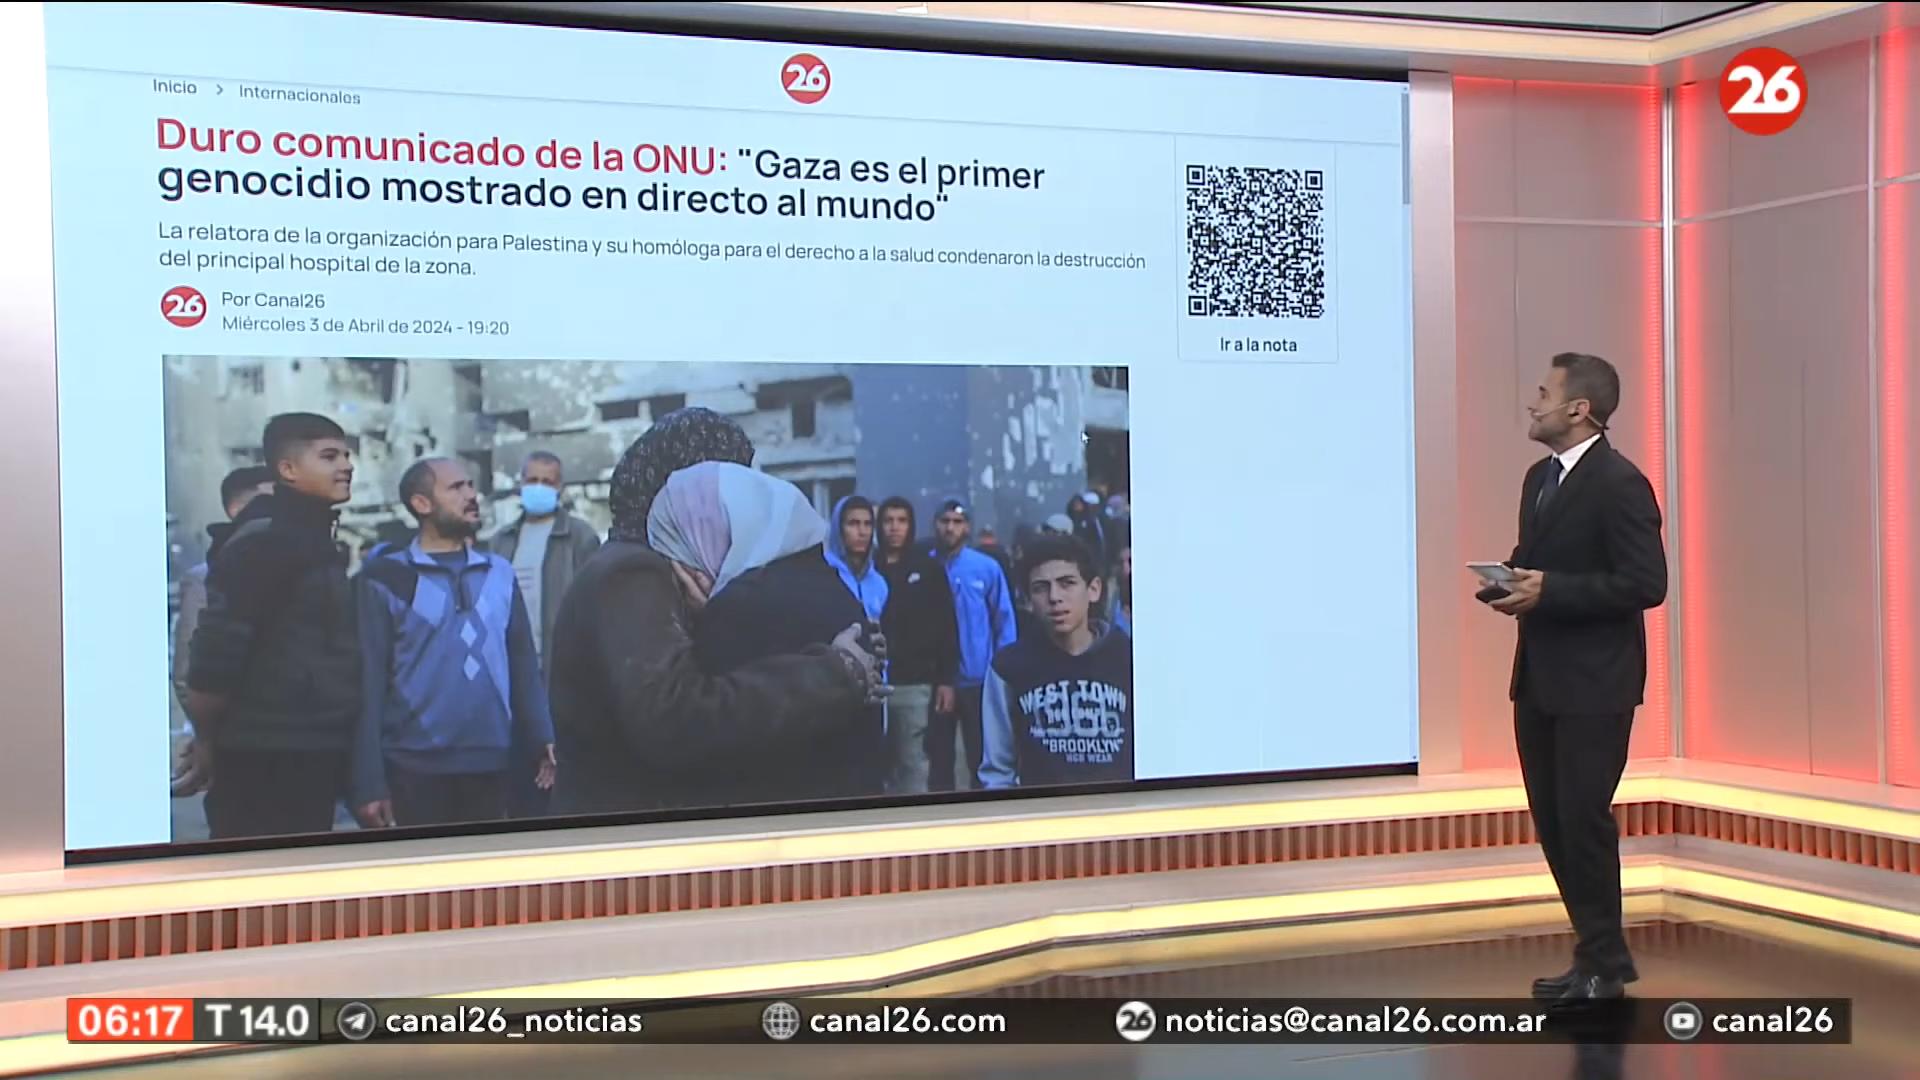 26
Inicio > Internacionales
Duro comunicado de la ONU: "Gaza es el primer
genocidio mostrado en directo al mundo"
La relatora de la organización para Palestina y su homóloga para el derecho a la salud condenaron la destrucción
del principal hospital de la zona.
26
Por Canal26
Miércoles 3 de Abril de 2024 - 19:20
Ir a la nota
26
WEST TOWN
"BROOKLYN"
06:17 T 14.0 canal26_noticias canal26.com 26 noticias@canal26.com.ar canal26